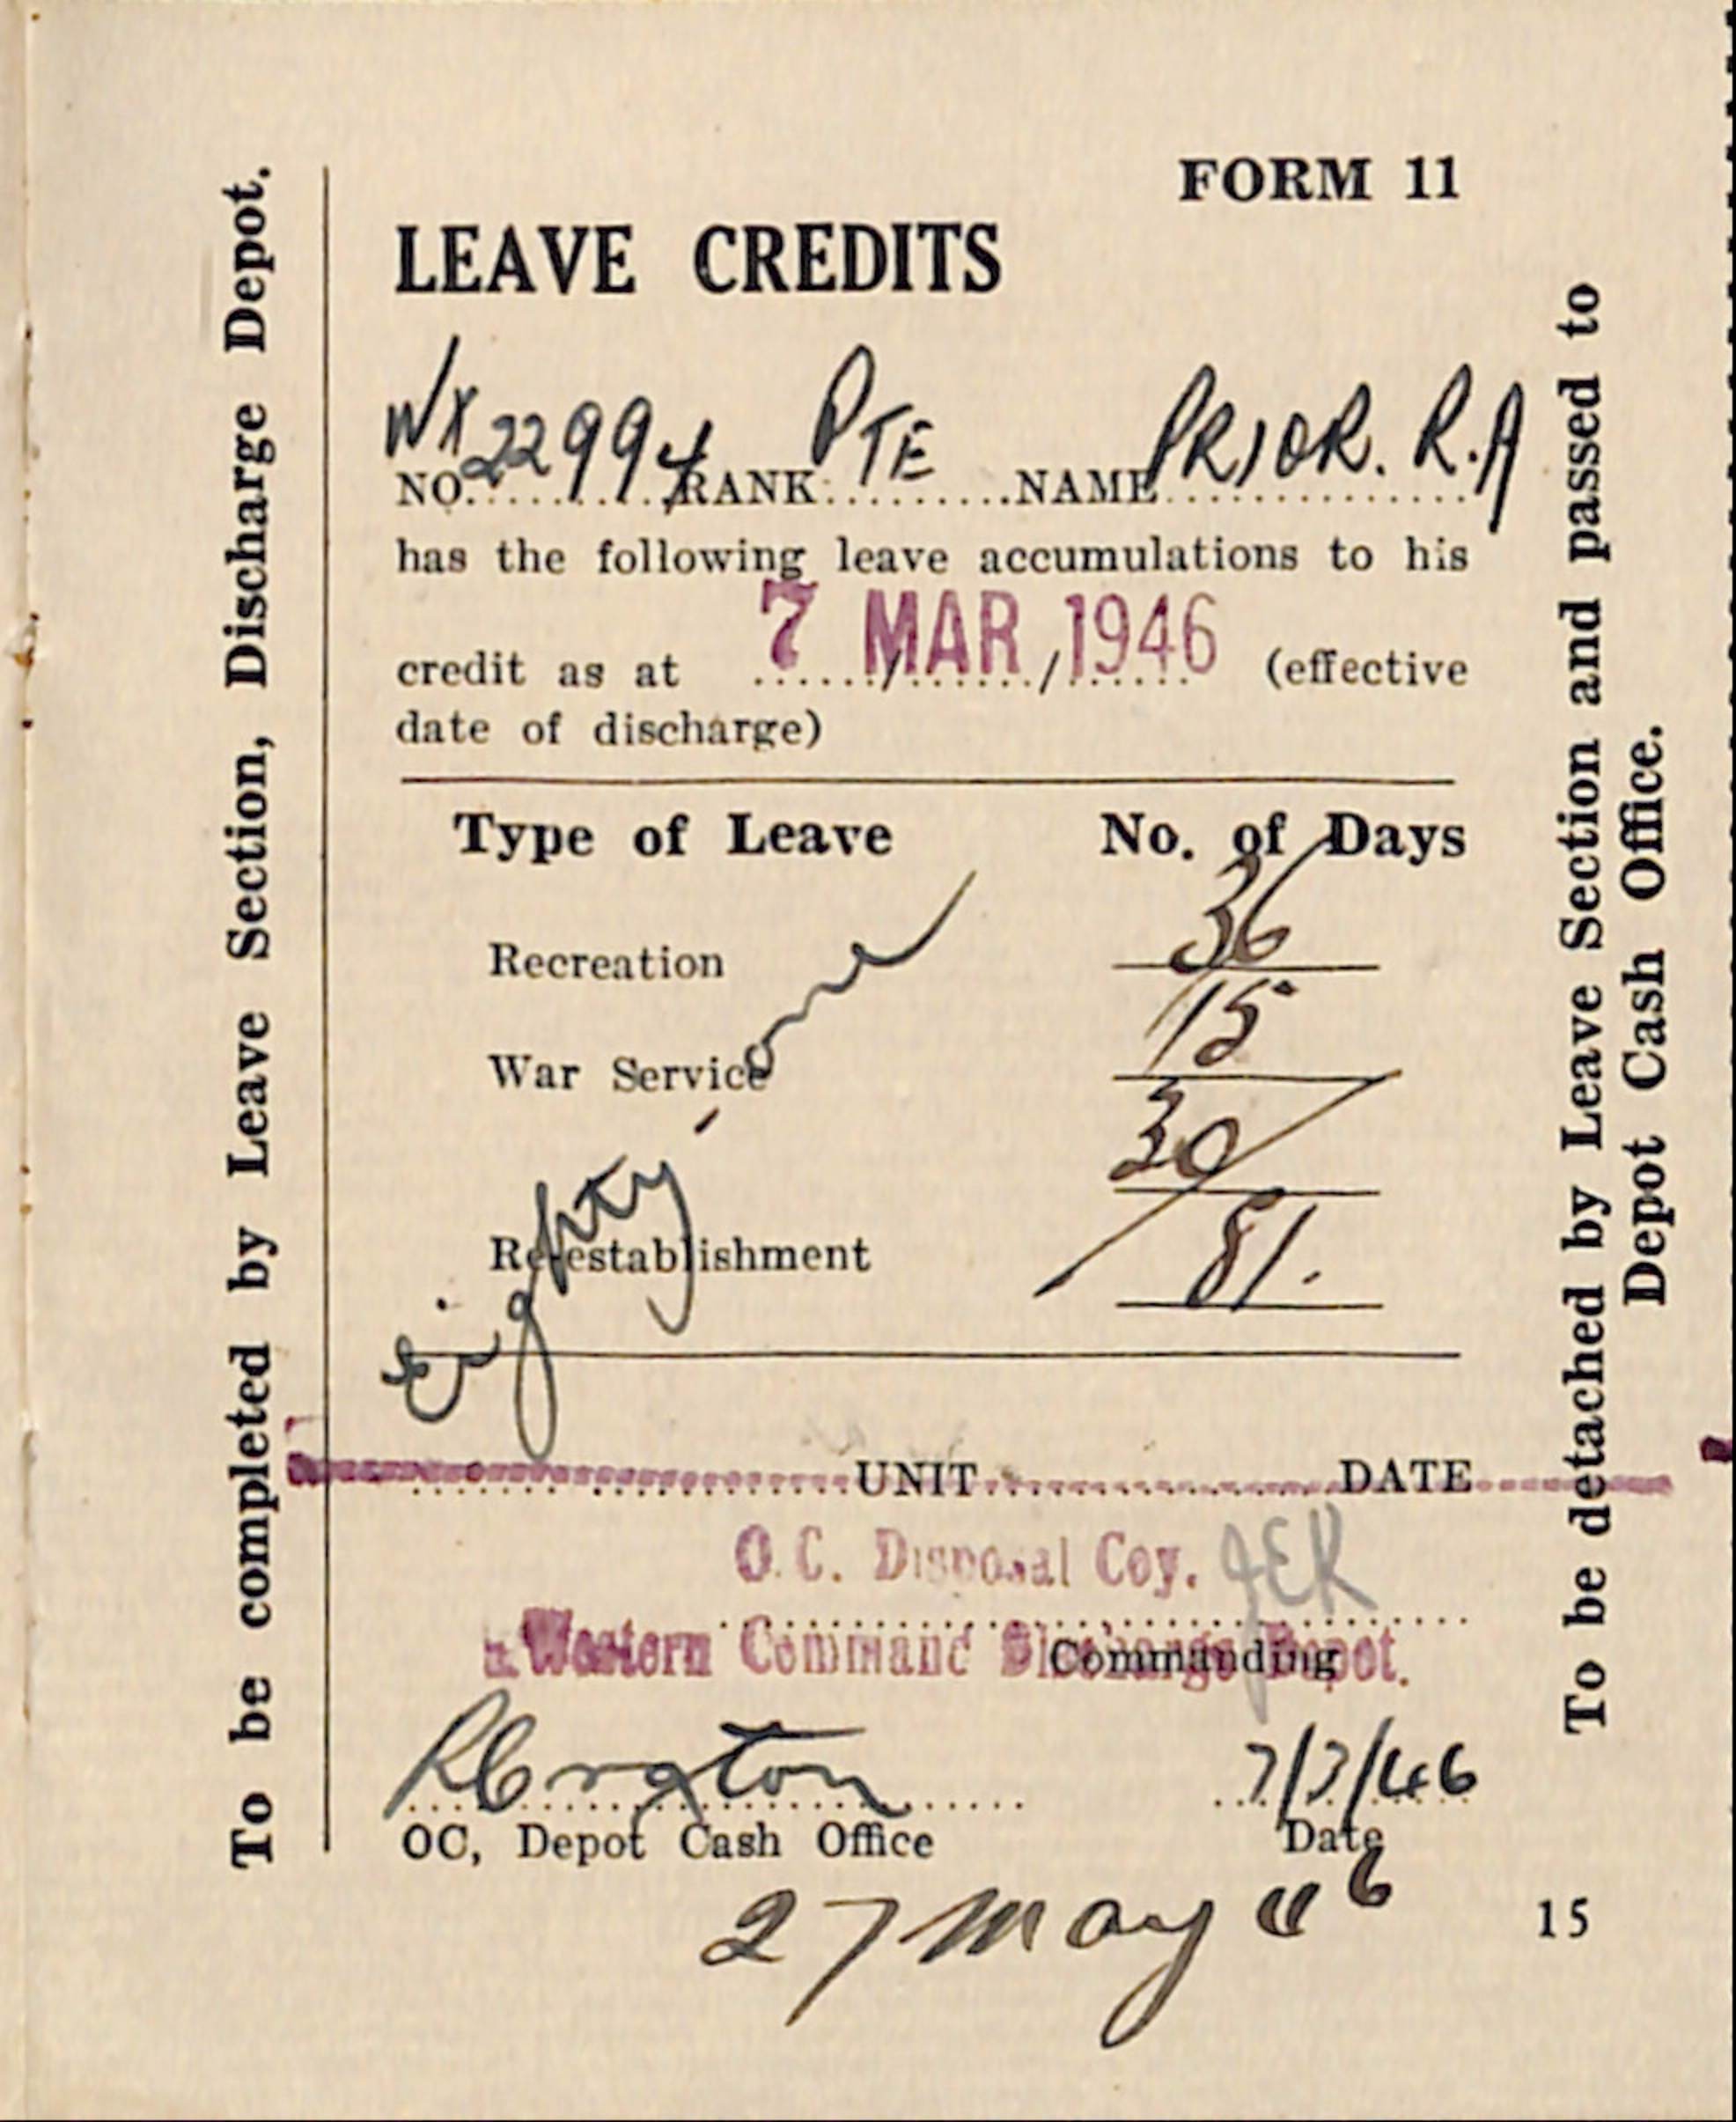 To be completed by Leave Section, Discharge Depot.
FORM 11
LEAVE CREDITS
WX
NO. 22994 RANK PTE NAME PRIOR. R.A
has the following leave accumulations to his
credit as at 7 MAR 1946 (effective
date of discharge)
Type of Leave No. of Days
Recreation 36
War Service 15
30
Re-establishment 81.
Eighty-one
UNIT DATE
O.C. Disposal Coy. JER
Western Command Discharge Depot.
Commanding
7/3/46
OC, Depot Cash Office Date
27 May 46
15
To be detached by Leave Section and passed to
Depot Cash Office.